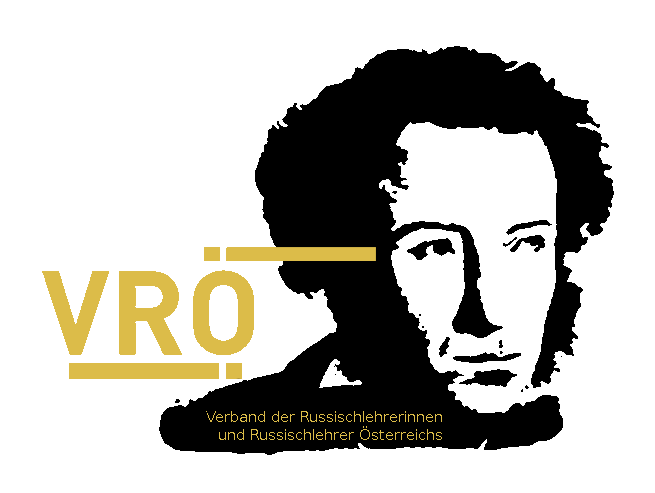 VRÖ
Verband der Russischlehrerinnen
und Russischlehrer Österreichs